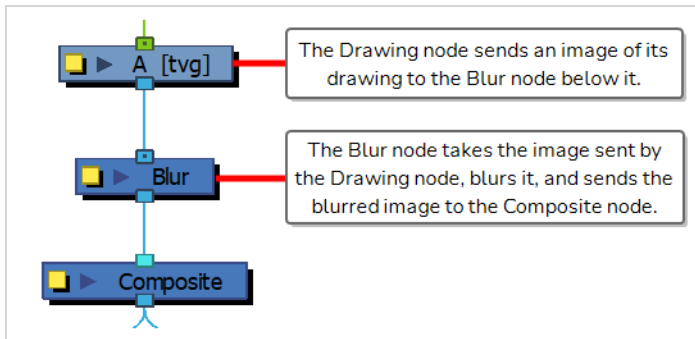 A [tvg]
The Drawing node sends an image of its
drawing to the Blur node below it.
Blur
The Blur node takes the image sent by
the Drawing node, blurs it, and sends the
blurred image to the Composite node.
Composite